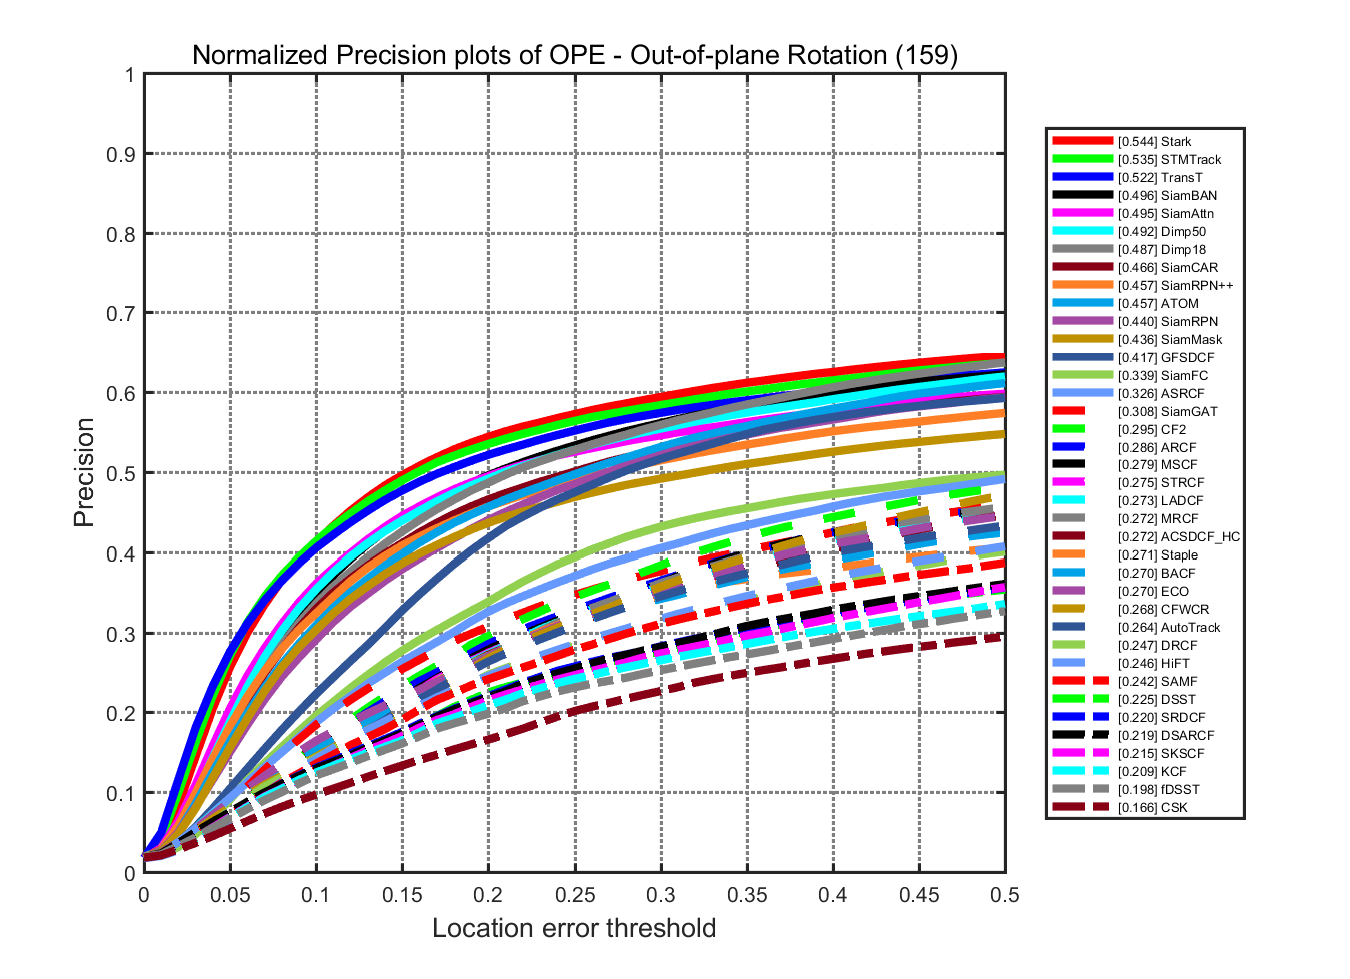 Normalized Precision plots of OPE - Out-of-plane Rotation (159)
1
0.9
0.8
0.7
0.6
0.5
0.4
0.3
0.2
0.1
0
Precision
0 0.05 0.1 0.15 0.2 0.25 0.3 0.35 0.4 0.45 0.5
Location error threshold
[0.544] Stark
[0.535] STMTrack
[0.522] TransT
[0.496] SiamBAN
[0.495] SiamAttn
[0.492] Dimp50
[0.487] Dimp18
[0.466] SiamCAR
[0.457] SiamRPN++
[0.457] ATOM
[0.440] SiamRPN
[0.436] SiamMask
[0.417] GFSDCF
[0.339] SiamFC
[0.326] ASRCF
[0.308] SiamGAT
[0.295] CF2
[0.286] ARCF
[0.279] MSCF
[0.275] STRCF
[0.273] LADCF
[0.272] MRCF
[0.272] ACSDCF_HC
[0.271] Staple
[0.270] BACF
[0.270] ECO
[0.268] CFWCR
[0.264] AutoTrack
[0.247] DRCF
[0.246] HiFT
[0.242] SAMF
[0.225] DSST
[0.220] SRDCF
[0.219] DSARCF
[0.215] SKSCF
[0.209] KCF
[0.198] fDSST
[0.166] CSK